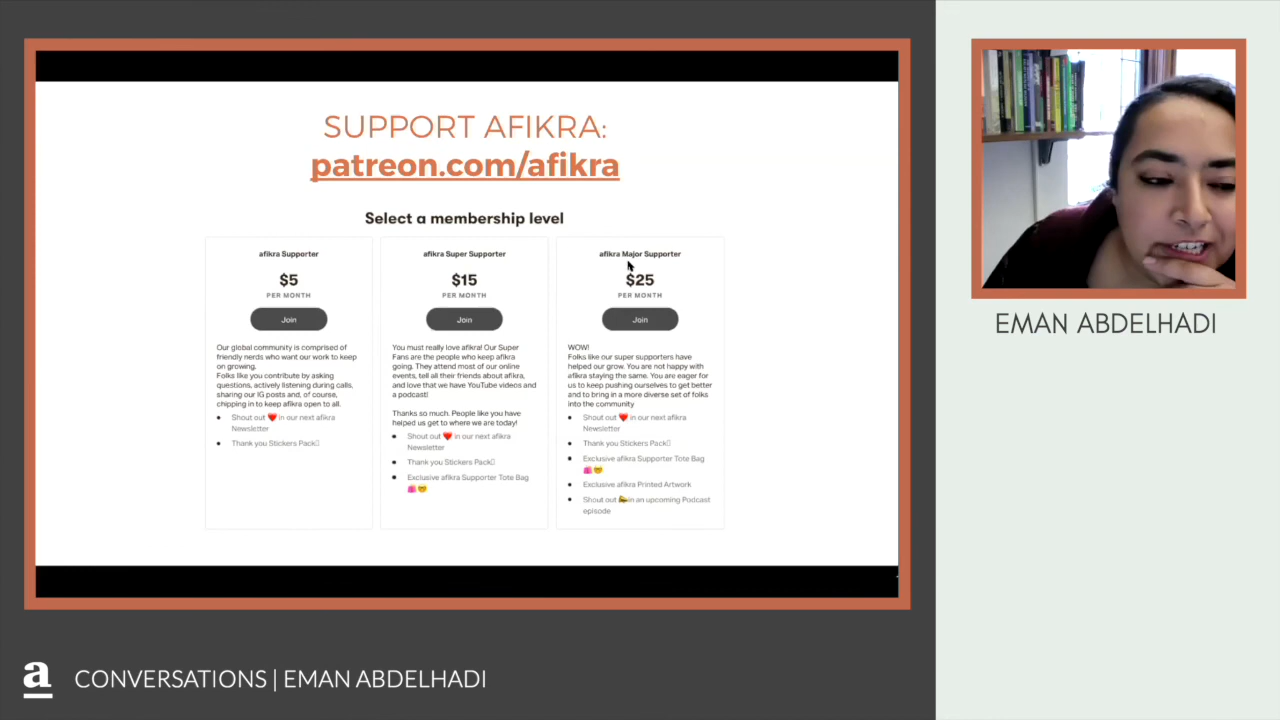 SUPPORT AFIKRA:
patreon.com/afikra
Select a membership level
afikra Supporter
$5
PER MONTH
Join
Our global community is comprised of
friendly nerds who want our work to keep
on growing.
Folks like you contribute by asking
questions, actively listening during calls,
sharing our IG posts and, of course,
chipping in to keep afikra open to all.
Shout out ❤️ in our next afikra
Newsletter
Thank you Stickers Pack
afikra Super Supporter
$15
PER MONTH
Join
You must really love afikra! Our Super
Fans are the people who keep afikra
going. They attend most of our online
events, tell all their friends about afikra,
and love that we have YouTube videos and
a podcast!
Thanks so much. People like you have
helped us get to where we are today!
Shout out ❤️ in our next afikra
Newsletter
Thank you Stickers Pack
Exclusive afikra Supporter Tote Bag
afikra Major Supporter
$25
PER MONTH
Join
WOW!
Folks like our super supporters have
helped our grow. You are not happy with
afikra staying the same. You are eager for
us to keep pushing ourselves to get better
and to bring in a more diverse set of folks
into the community
Shout out ❤️ in our next afikra
Newsletter
Thank you Stickers Pack
Exclusive afikra Supporter Tote Bag
Exclusive afikra Printed Artwork
Shout out in an upcoming Podcast
episode
EMAN ABDELHADI
a CONVERSATIONS | EMAN ABDELHADI